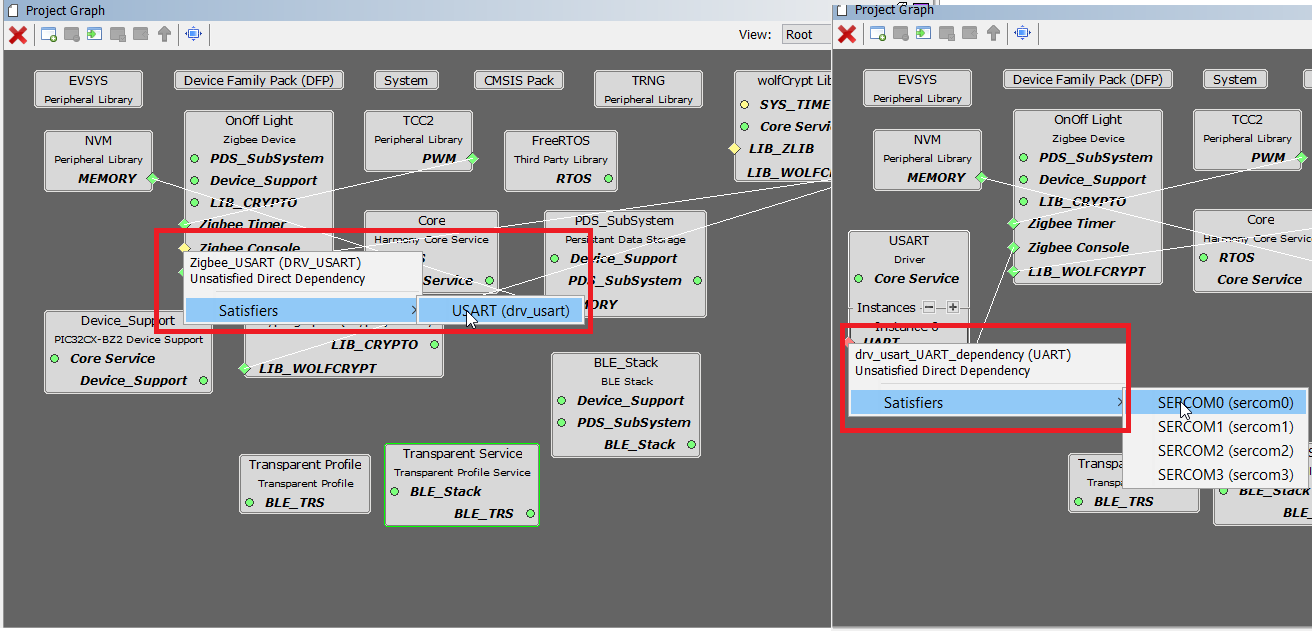 Project Graph
View:
Root
EVSYS
Peripheral Library
Device Family Pack (DFP)
System
CMSIS Pack
TRNG
Peripheral Library
wolfCrypt Lib
SYS_TIME
Core Servi
LIB_ZLIB
LIB_WOLFCR
NVM
Peripheral Library
MEMORY
OnOff Light
Zigbee Device
PDS_SubSystem
Device_Support
LIB_CRYPTO
Zigbee Timer
Zigbee Console
TCC2
Peripheral Library
PWM
FreeRTOS
Third Party Library
RTOS
Core
Harmony Core Service
S
Service
PDS_SubSystem
Persistant Data Storage
Device_Support
PDS_SubSystem
MORY
Zigbee_USART (DRV_USART)
Unsatisfied Direct Dependency
Satisfiers
USART (drv_usart)
Device_Support
PIC32CX-BZ2 Device Support
Core Service
Device_Support
LIB_CRYPTO
LIB_WOLFCRYPT
BLE_Stack
BLE Stack
Device_Support
PDS_SubSystem
BLE_Stack
Transparent Profile
Transparent Profile
BLE_TRS
Transparent Service
Transparent Profile Service
BLE_Stack
BLE_TRS
Project Graph
EVSYS
Peripheral Library
Device Family Pack (DFP)
System
NVM
Peripheral Library
MEMORY
OnOff Light
Zigbee Device
PDS_SubSystem
Device_Support
LIB_CRYPTO
Zigbee Timer
Zigbee Console
LIB_WOLFCRYPT
TCC2
Peripheral Library
PWM
Core
Harmony Core Servic
RTOS
Core Service
USART
Driver
Core Service
Instances
Instance 0
UART
drv_usart_UART_dependency (UART)
Unsatisfied Direct Dependency
Satisfiers
SERCOM0 (sercom0)
SERCOM1 (sercom1)
SERCOM2 (sercom2)
SERCOM3 (sercom3)
Transpa
Transpa
BLE_TRS
BLE_Stack
BLE_